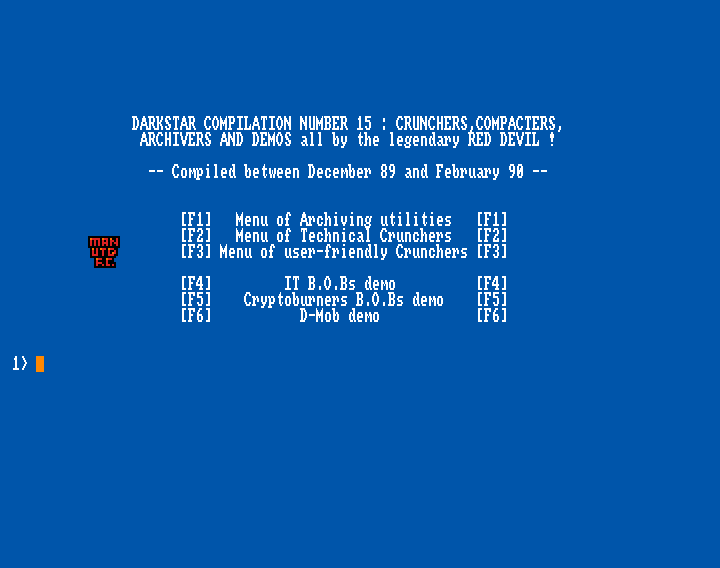 DARKSTAR COMPILATION NUMBER 15 : CRUNCHERS,COMPACTERS,
ARCHIVERS AND DEMOS all by the legendary RED DEVIL !
-- Compiled between December 89 and February 90 --
[F1] Menu of Archiving utilities [F1]
[F2] Menu of Technical Crunchers [F2]
[F3] Menu of user-friendly Crunchers [F3]
MAN
UTD
F.C.
[F4] IT B.O.Bs demo [F4]
[F5] Cryptoburners B.O.Bs demo [F5]
[F6] D-Mob demo [F6]
1>